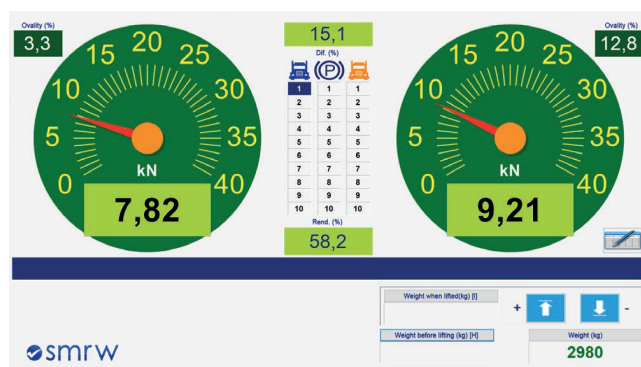 Ovality (%)
3,3
0
5
10
15
20
25
30
35
40
kN
7,82
15,1
Dif. (%)
(P)
1 1 1
2 2 2
3 3 3
4 4 4
5 5 5
6 6 6
7 7 7
8 8 8
9 9 9
10 10 10
Rend. (%)
58,2
Ovality (%)
12,8
0
5
10
15
20
25
30
35
40
kN
9,21
Weight when lifted(kg) [I]
+
-
Weight before lifting (kg) [H]
Weight (kg)
2980
smrw